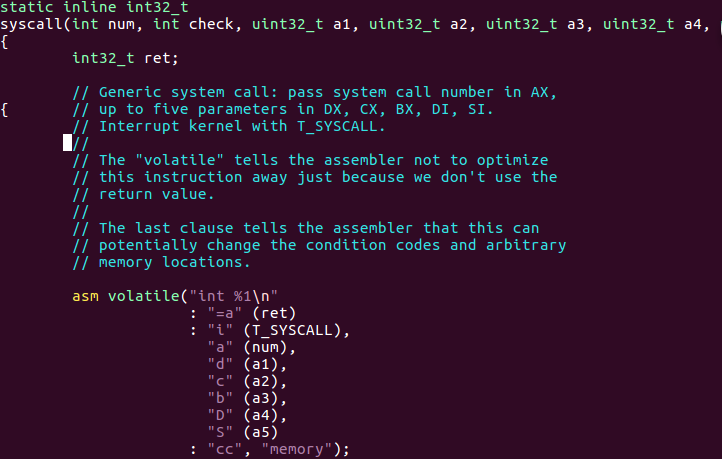 static inline int32_t
syscall(int num, int check, uint32_t a1, uint32_t a2, uint32_t a3, uint32_t a4,
{
        int32_t ret;

        // Generic system call: pass system call number in AX,
{       // up to five parameters in DX, CX, BX, DI, SI.
        // Interrupt kernel with T_SYSCALL.
        //
        // The "volatile" tells the assembler not to optimize
        // this instruction away just because we don't use the
        // return value.
        //
        // The last clause tells the assembler that this can
        // potentially change the condition codes and arbitrary
        // memory locations.

        asm volatile("int %1\n"
                     : "=a" (ret)
                     : "i" (T_SYSCALL),
                       "a" (num),
                       "d" (a1),
                       "c" (a2),
                       "b" (a3),
                       "D" (a4),
                       "S" (a5)
                     : "cc", "memory");